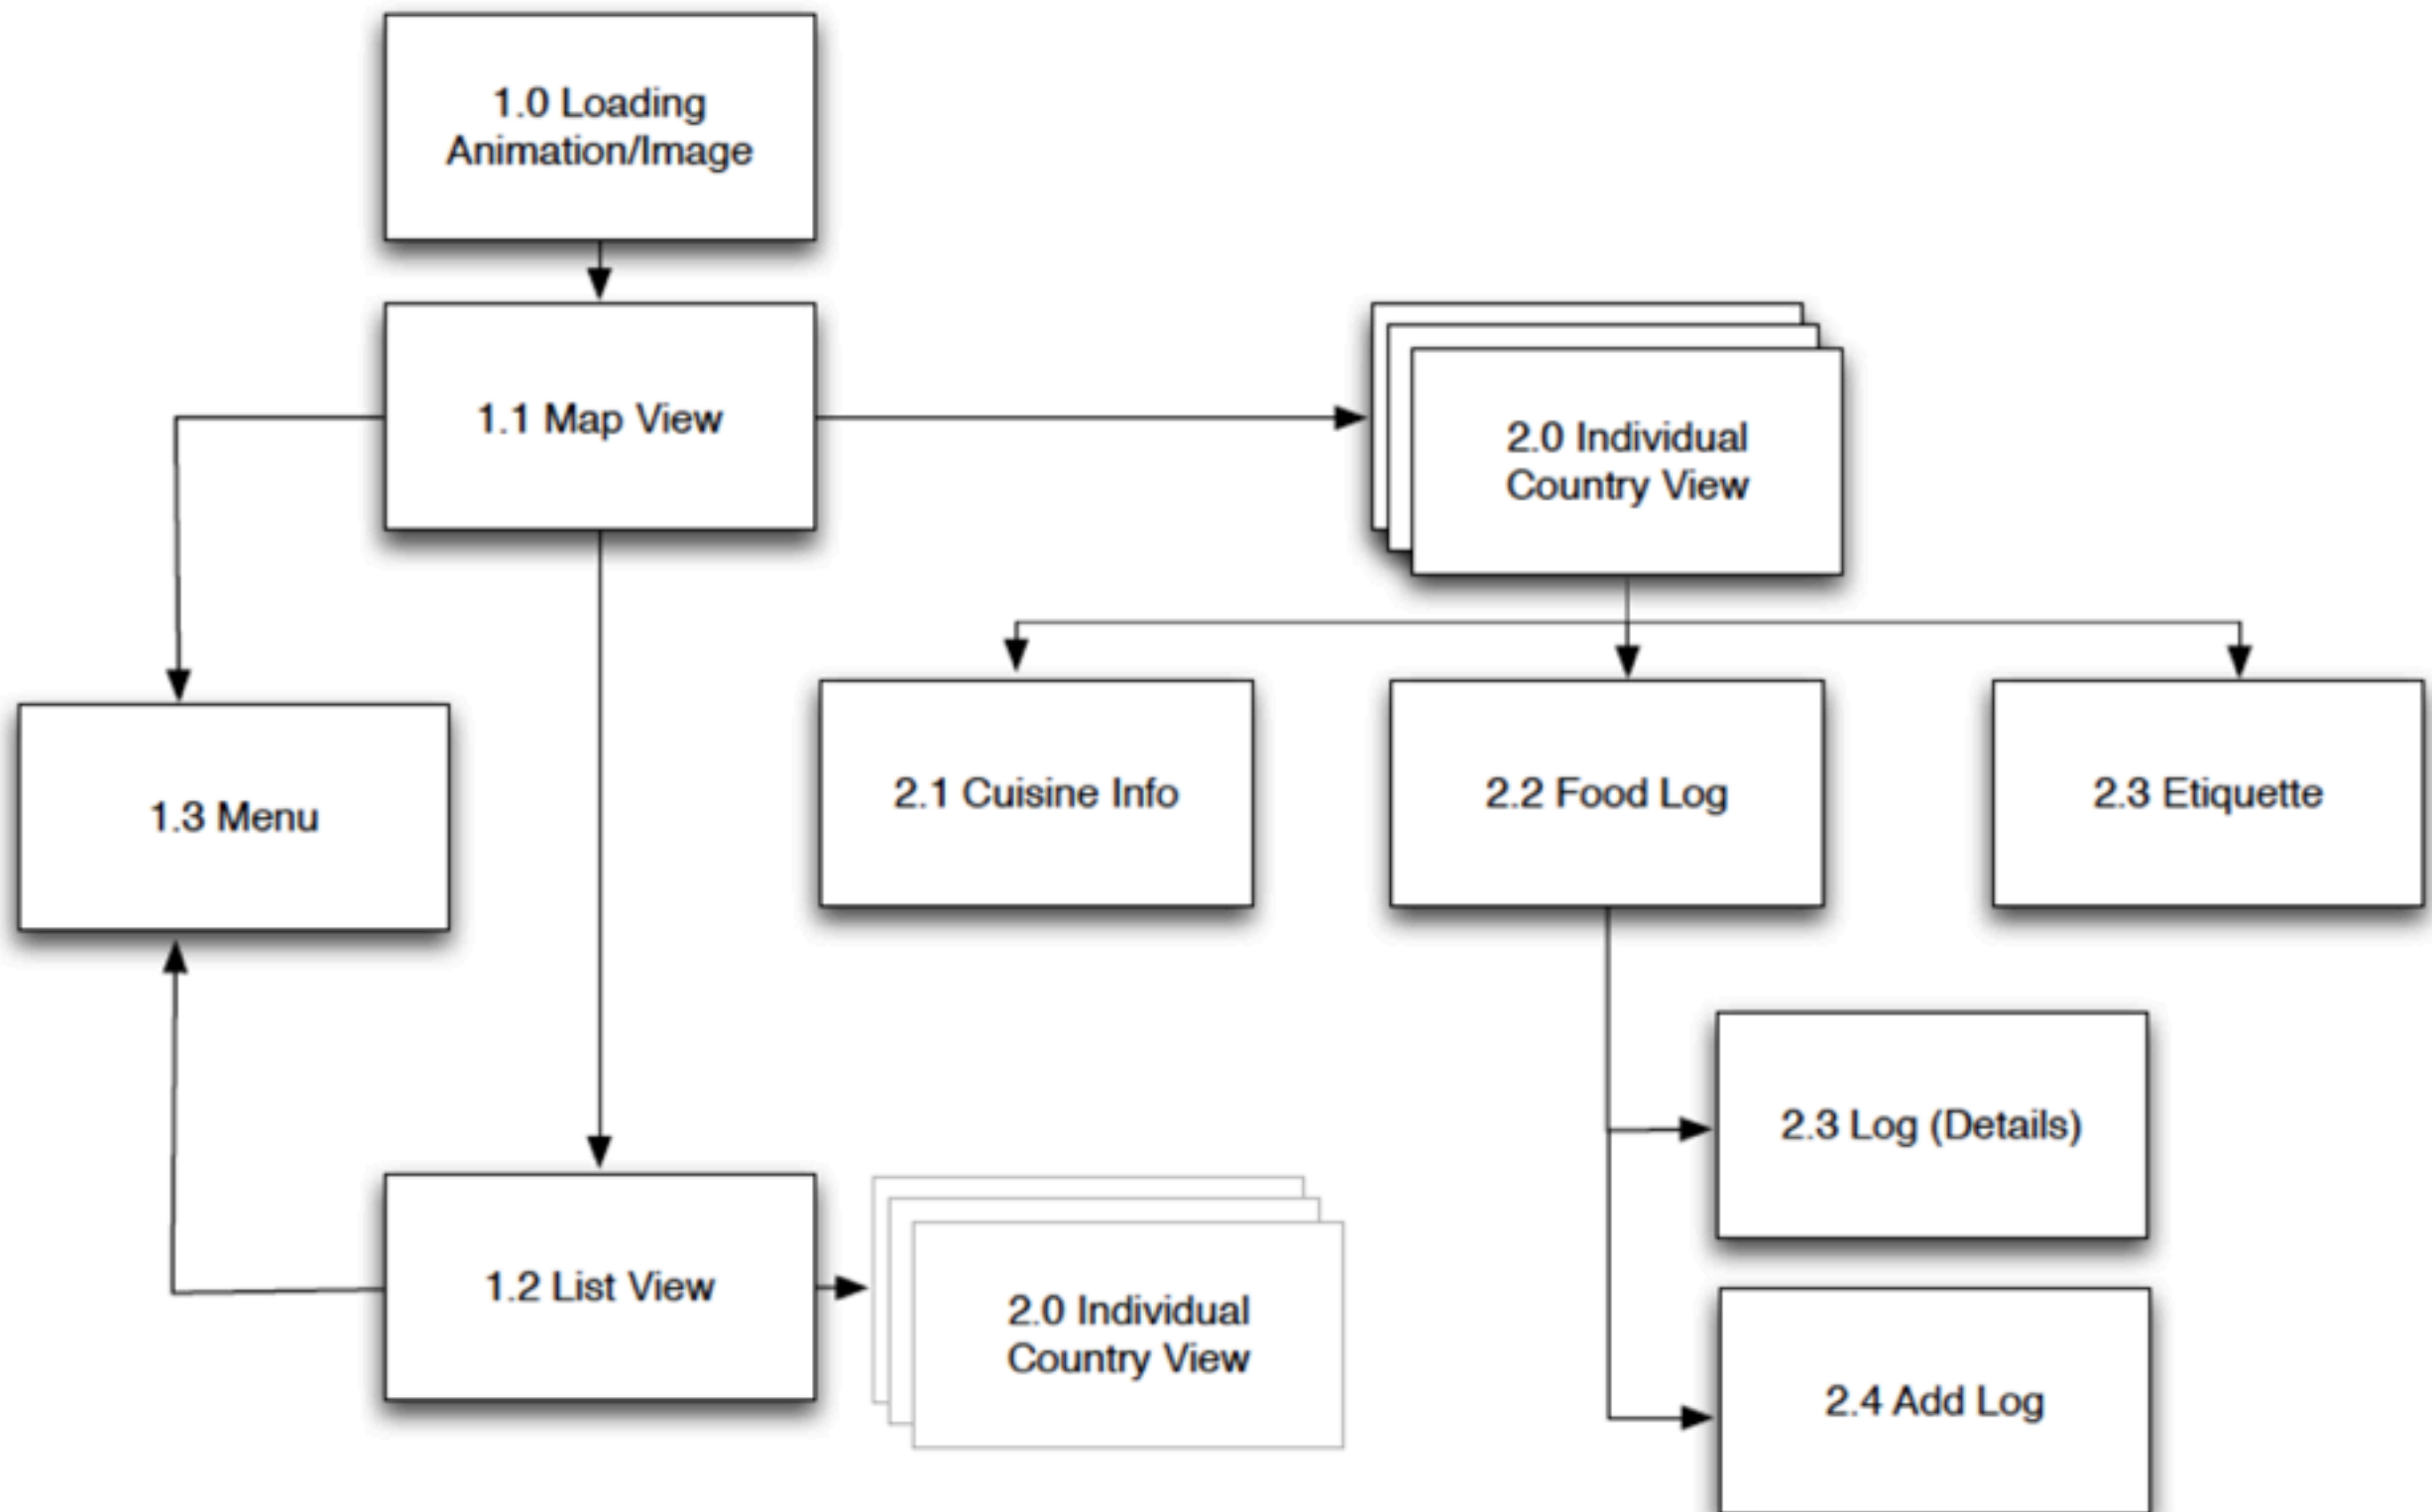 1.0 Loading
Animation/Image
1.1 Map View
2.0 Individual
Country View
1.3 Menu
2.1 Cuisine Info
2.2 Food Log
2.3 Etiquette
2.3 Log (Details)
1.2 List View
2.0 Individual
Country View
2.4 Add Log